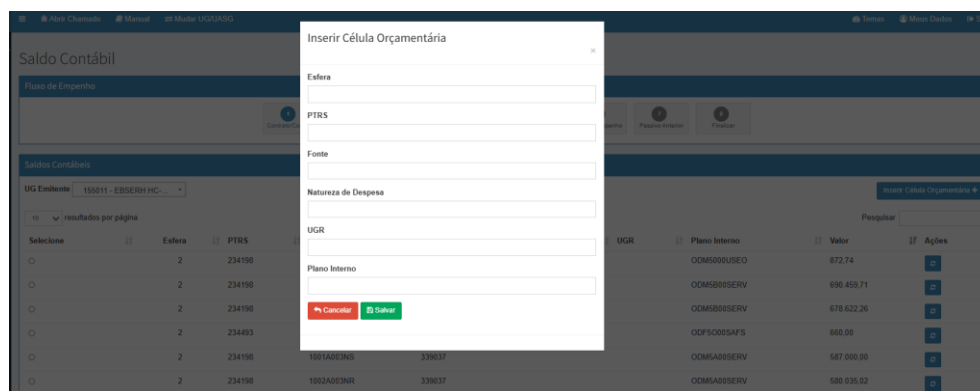 Abrir Chamado Manual Mudar UG/UASG Temas Meus Dados
Saldo Contábil
Fluxo de Empenho
1
Passivo Anterior
Finalizar
Saldos Contábeis
UG Emitente 155011 - EBSERH HC-...
Inserir Célula Orçamentária +
10 resultados por página
Pesquisar
Selecione Esfera PTRS UGR Plano Interno Valor Ações
2 234198 ODM5000USEO 872,74
2 234198 ODM5B00SERV 690.459,71
2 234198 ODM5B00SERV 678.622,26
2 234493 ODF5O00SAFS 660.00
2 234198 1001A003NS 339037 ODM5A00SERV 587.000,00
2 234198 1002A003NR 339037 ODM5A00SERV 580.035,02
Inserir Célula Orçamentária
×
Esfera
PTRS
Fonte
Natureza de Despesa
UGR
Plano Interno
Cancelar Salvar